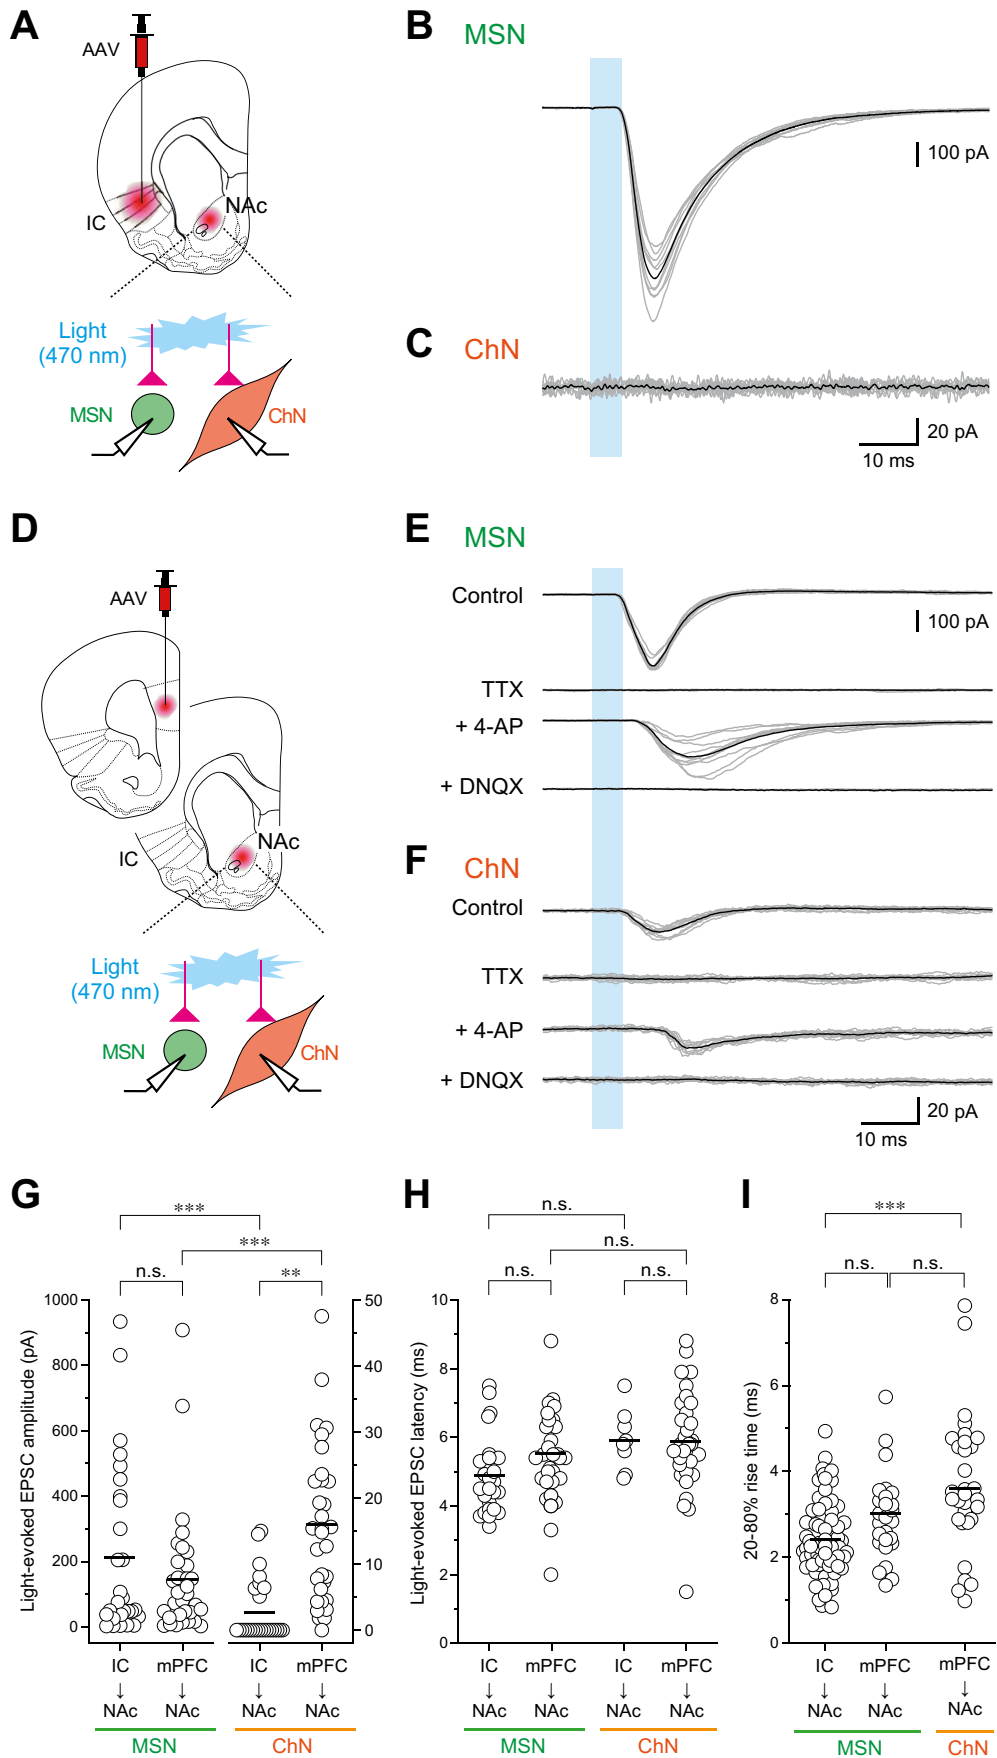 A
AAV
IC
NAc
Light
(470 nm)
MSN
ChN
B
MSN
100 pA
C
ChN
20 pA
10 ms
D
AAV
IC
NAc
Light
(470 nm)
MSN
ChN
E
MSN
Control
100 pA
TTX
+ 4-AP
+ DNQX
F
ChN
Control
TTX
+ 4-AP
+ DNQX
20 pA
10 ms
G
***
***
n.s.
**
Light-evoked EPSC amplitude (pA)
1000
800
600
400
200
0
50
40
30
20
10
0
IC mPFC IC mPFC
↓ ↓ ↓ ↓
NAc NAc NAc NAc
MSN ChN
H
n.s.
n.s.
n.s. n.s.
Light-evoked EPSC latency (ms)
10
8
6
4
2
0
IC mPFC IC mPFC
↓ ↓ ↓ ↓
NAc NAc NAc NAc
MSN ChN
I
***
n.s. n.s.
20-80% rise time (ms)
8
6
4
2
0
IC mPFC mPFC
↓ ↓ ↓
NAc NAc NAc
MSN ChN